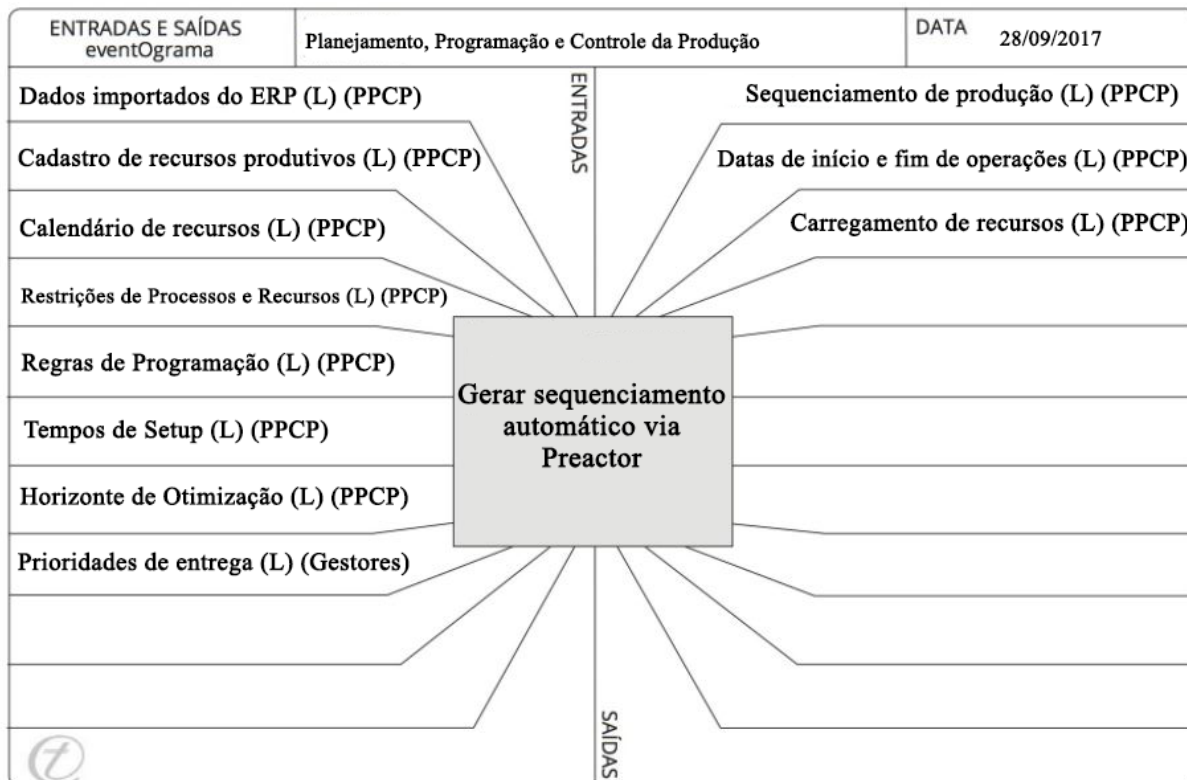 ENTRADAS E SAÍDAS
eventOgrama
Planejamento, Programação e Controle da Produção
DATA
28/09/2017
ENTRADAS
Dados importados do ERP (L) (PPCP)
Cadastro de recursos produtivos (L) (PPCP)
Calendário de recursos (L) (PPCP)
Restrições de Processos e Recursos (L) (PPCP)
Regras de Programação (L) (PPCP)
Tempos de Setup (L) (PPCP)
Horizonte de Otimização (L) (PPCP)
Prioridades de entrega (L) (Gestores)
Gerar sequenciamento
automático via
Preactor
Sequenciamento de produção (L) (PPCP)
Datas de início e fim de operações (L) (PPCP)
Carregamento de recursos (L) (PPCP)
SAÍDAS